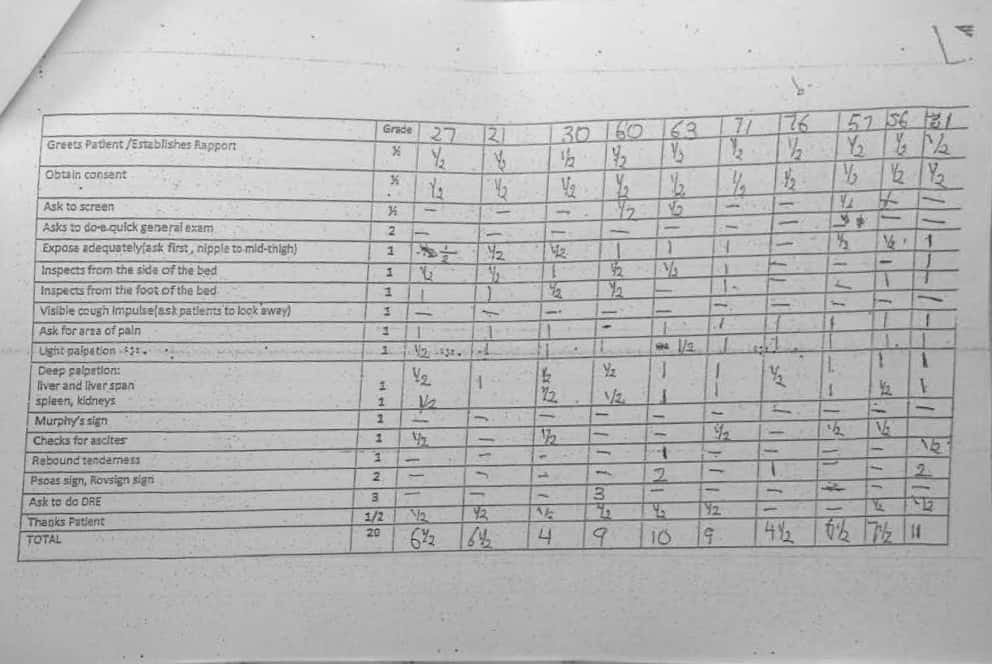 Grade 27 21 30 60 63 71 76 57 56 31
Greets Patient /Establishes Rapport ½ ½ ½ ½ ½ ½ ½ ½ ½ ½ ½
Obtain consent ½ ½ ½ ½ ½ ½ ½ ½ ½ ½ ½
Ask to screen ½ — — — ½ ½ — — —
Asks to do a quick general exam 2 — — — — — — — —
Expose adequately(ask first, nipple to mid-thigh) 1 ½ ½ ½ 1 1 1 — ½ ½ 1
Inspects from the side of the bed 1 ½ ½ 1 ½ ½ 1 — — — 1
Inspects from the foot of the bed 1 1 1 ½ ½ — 1 — — 1 1
Visible cough impulse(ask patients to look away) 1 — — — — — — — — — —
Ask for area of pain 1 1 1 1 — 1 1 1 1 1 1
Light palpation 1 ½ 1 1 1 ½ 1 1 1 1
Deep palpation:
liver and liver span 1 ½ 1 ½ ½ 1 1 ½ 1 1 1
spleen, kidneys 1 ½ ½ ½ 1 1 1 ½ 1
Murphy's sign 1 — — — — — — — — — —
Checks for ascites 1 ½ — ½ — — ½ — ½ ½ —
Rebound tenderness 1 — — — — 1 — — — — ½
Psoas sign, Rovsign sign 2 — — — — 2 — 1 — — 2
Ask to do DRE 3 — — — 3 — — — — — —
Thanks Patient 1/2 ½ ½ ½ ½ ½ ½ — — ½ ½
TOTAL 20 6½ 6½ 4 9 10 9 4½ 6½ 7½ 11